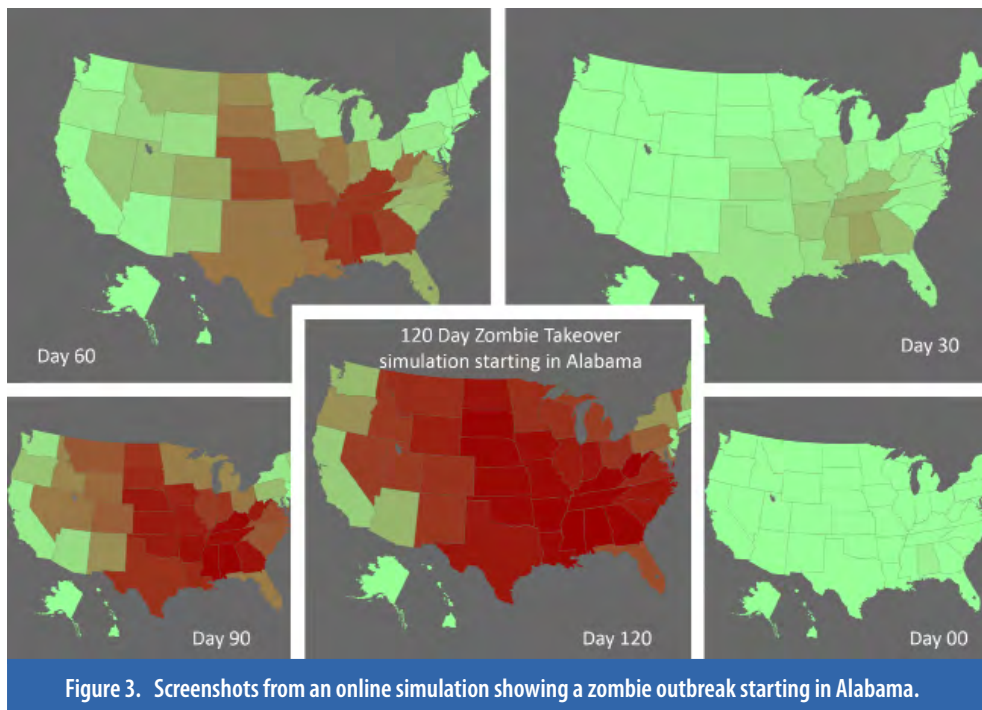 Day 60
Day 30
120 Day Zombie Takeover
simulation starting in Alabama
Day 90
Day 120
Day 00
Figure 3. Screenshots from an online simulation showing a zombie outbreak starting in Alabama.